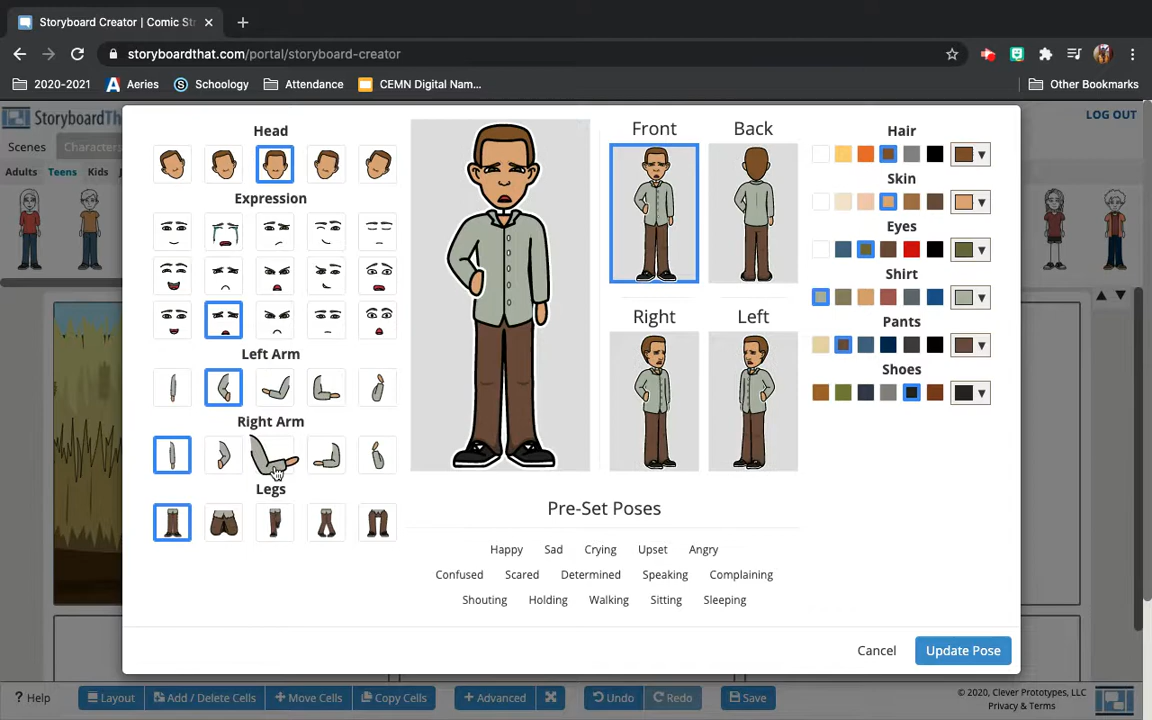 Storyboard Creator | Comic St
storyboardthat.com/portal/storyboard-creator
2020-2021
Aeries
Schoology
Attendance
CEMN Digital Nam...
Other Bookmarks
StoryboardTh
LOG OUT
Scenes
Characters
Adults
Teens
Kids
Head
Expression
Left Arm
Right Arm
Legs
Front
Back
Right
Left
Hair
Skin
Eyes
Shirt
Pants
Shoes
Pre-Set Poses
Happy Sad Crying Upset Angry
Confused Scared Determined Speaking Complaining
Shouting Holding Walking Sitting Sleeping
Cancel
Update Pose
? Help
Layout
Add / Delete Cells
Move Cells
Copy Cells
Advanced
Undo
Redo
Save
© 2020, Clever Prototypes, LLC
Privacy & Terms